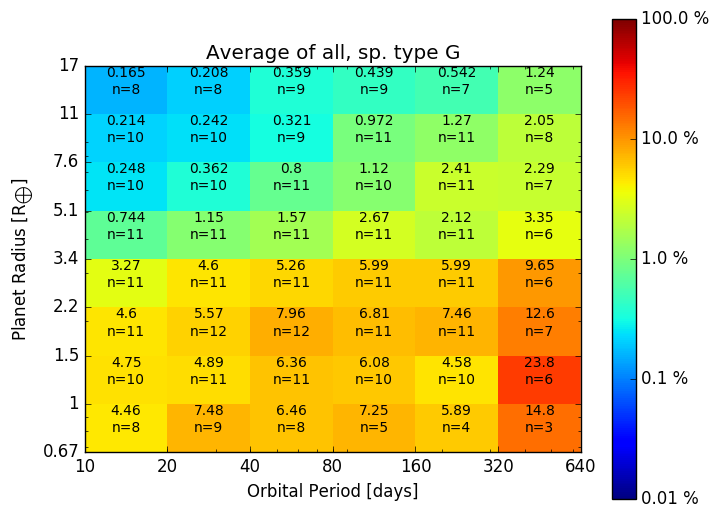 Average of all, sp. type G
100.0 %
17
0.165 0.208 0.359 0.439 0.542 1.24
n=8 n=8 n=9 n=9 n=7 n=5
11
0.214 0.242 0.321 0.972 1.27 2.05
n=10 n=10 n=9 n=11 n=11 n=8
10.0 %
7.6
0.248 0.362 0.8 1.12 2.41 2.29
n=10 n=10 n=11 n=10 n=11 n=7
5.1
0.744 1.15 1.57 2.67 2.12 3.35
n=11 n=11 n=11 n=11 n=11 n=6
3.4
1.0 %
3.27 4.6 5.26 5.99 5.99 9.65
n=11 n=11 n=11 n=11 n=11 n=6
2.2
4.6 5.57 7.96 6.81 7.46 12.6
n=11 n=12 n=12 n=11 n=11 n=7
1.5
4.75 4.89 6.36 6.08 4.58 23.8
n=10 n=11 n=11 n=10 n=10 n=6
0.1 %
1
4.46 7.48 6.46 7.25 5.89 14.8
n=8 n=9 n=8 n=5 n=4 n=3
0.67
10 20 40 80 160 320 640
Orbital Period [days]
0.01 %
Planet Radius [R⨁]